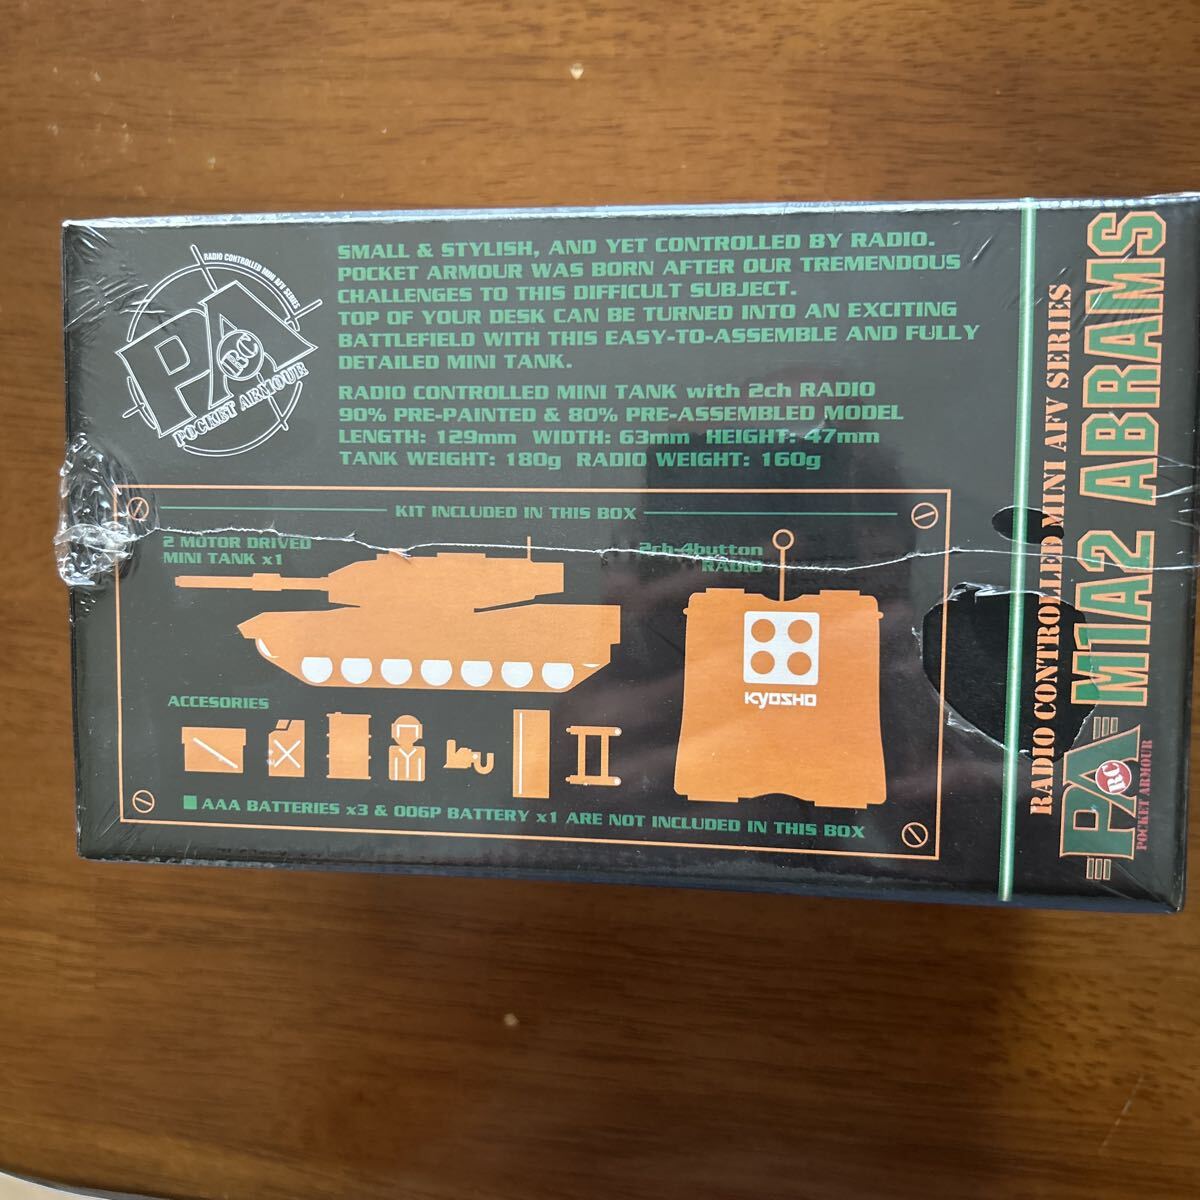 RADIO CONTROLLED MINI AFV SERIES
PA
RC
POCKET ARMOUR
SMALL & STYLISH, AND YET CONTROLLED BY RADIO.
POCKET ARMOUR WAS BORN AFTER OUR TREMENDOUS
CHALLENGES TO THIS DIFFICULT SUBJECT.
TOP OF YOUR DESK CAN BE TURNED INTO AN EXCITING
BATTLEFIELD WITH THIS EASY-TO-ASSEMBLE AND FULLY
DETAILED MINI TANK.
RADIO CONTROLLED MINI TANK with 2ch RADIO
90% PRE-PAINTED & 80% PRE-ASSEMBLED MODEL
LENGTH: 129mm WIDTH: 63mm HEIGHT: 47mm
TANK WEIGHT: 180g RADIO WEIGHT: 160g
KIT INCLUDED IN THIS BOX
2 MOTOR DRIVED
MINI TANK x1
2ch-4button
RADIO
KYOSHO
ACCESORIES
AAA BATTERIES x3 & 006P BATTERY x1 ARE NOT INCLUDED IN THIS BOX
RADIO CONTROLLED MINI AFV SERIES
PA
RC
POCKET ARMOUR
M1A2 ABRAMS